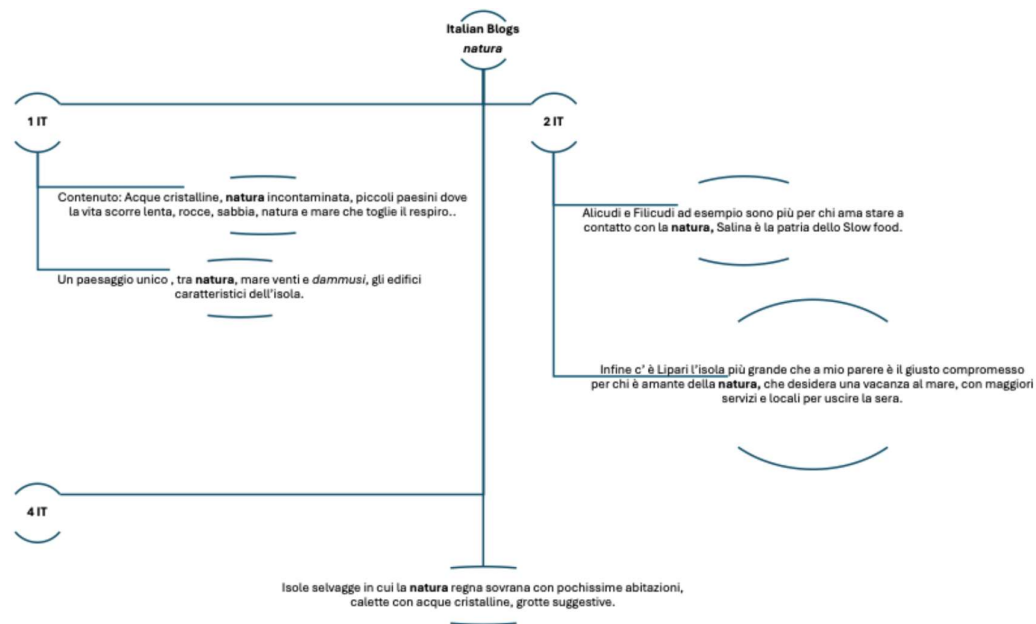 Italian Blogs
natura
1 IT
2 IT
Contenuto: Acque cristalline, natura incontaminata, piccoli paesini dove
la vita scorre lenta, rocce, sabbia, natura e mare che toglie il respiro..
Un paesaggio unico , tra natura, mare venti e dammusi, gli edifici
caratteristici dell'isola.
Alicudi e Filicudi ad esempio sono più per chi ama stare a
contatto con la natura, Salina è la patria dello Slow food.
Infine c' è Lipari l'isola più grande che a mio parere è il giusto compromesso
per chi è amante della natura, che desidera una vacanza al mare, con maggiori
servizi e locali per uscire la sera.
4 IT
Isole selvagge in cui la natura regna sovrana con pochissime abitazioni,
calette con acque cristalline, grotte suggestive.